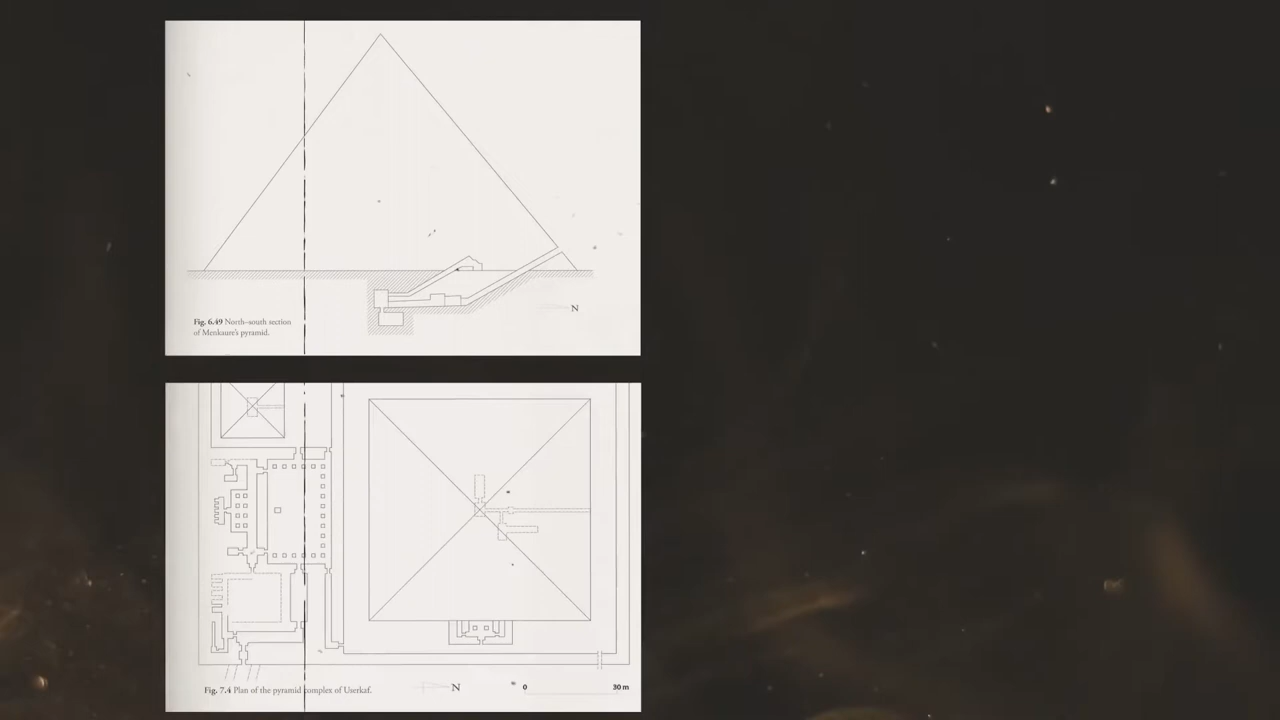 Fig. 6.49 North–south section
of Menkaure's pyramid.
N
Fig. 7.4 Plan of the pyramid complex of Userkaf.
N
0 30 m